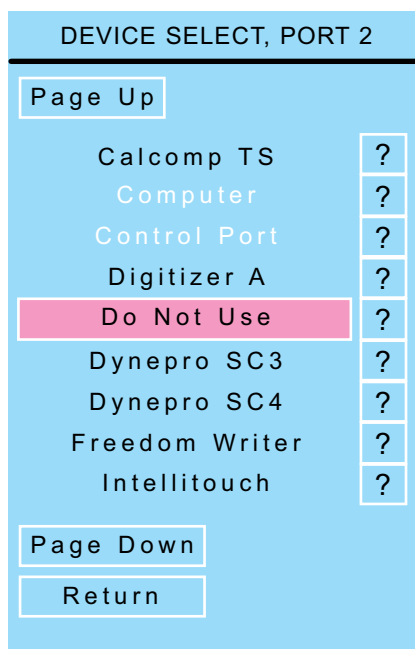 DEVICE SELECT, PORT 2
Page Up
Calcomp TS ?
Computer ?
Control Port ?
Digitizer A ?
Do Not Use ?
Dynepro SC3 ?
Dynepro SC4 ?
Freedom Writer ?
Intellitouch ?
Page Down
Return